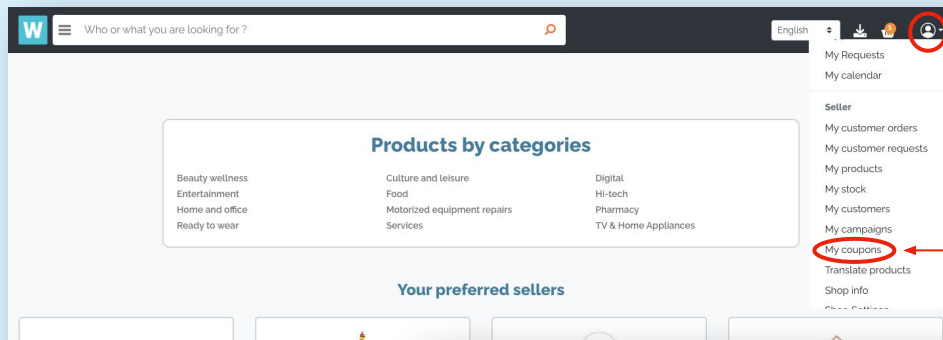 W
Who or what you are looking for ?
English
1
My Requests
My calendar
Seller
My customer orders
My customer requests
My products
My stock
My customers
My campaigns
My coupons
Translate products
Shop info
Shop Settings
Products by categories
Beauty wellness Culture and leisure Digital
Entertainment Food Hi-tech
Home and office Motorized equipment repairs Pharmacy
Ready to wear Services TV & Home Appliances
Your preferred sellers